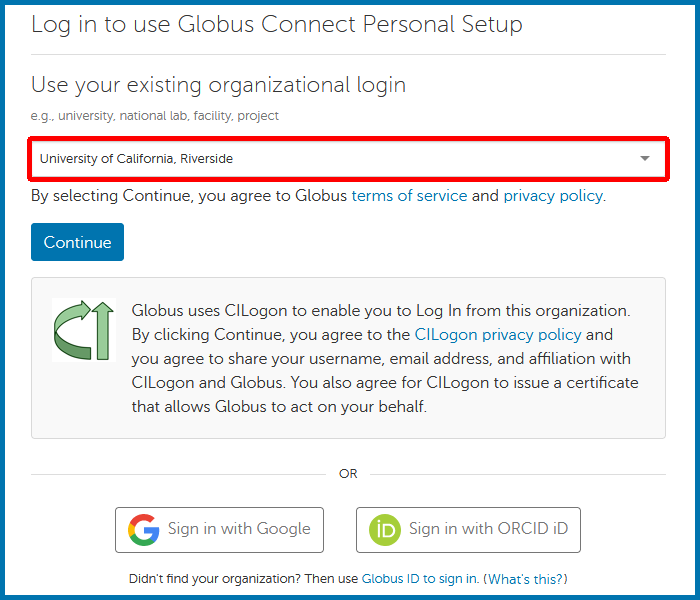 Log in to use Globus Connect Personal Setup
Use your existing organizational login
e.g., university, national lab, facility, project
University of California, Riverside
By selecting Continue, you agree to Globus terms of service and privacy policy.
Continue
Globus uses CILogon to enable you to Log In from this organization.
By clicking Continue, you agree to the CILogon privacy policy and
you agree to share your username, email address, and affiliation with
CILogon and Globus. You also agree for CILogon to issue a certificate
that allows Globus to act on your behalf.
OR
Sign in with Google
iD Sign in with ORCID iD
Didn't find your organization? Then use Globus ID to sign in. (What's this?)